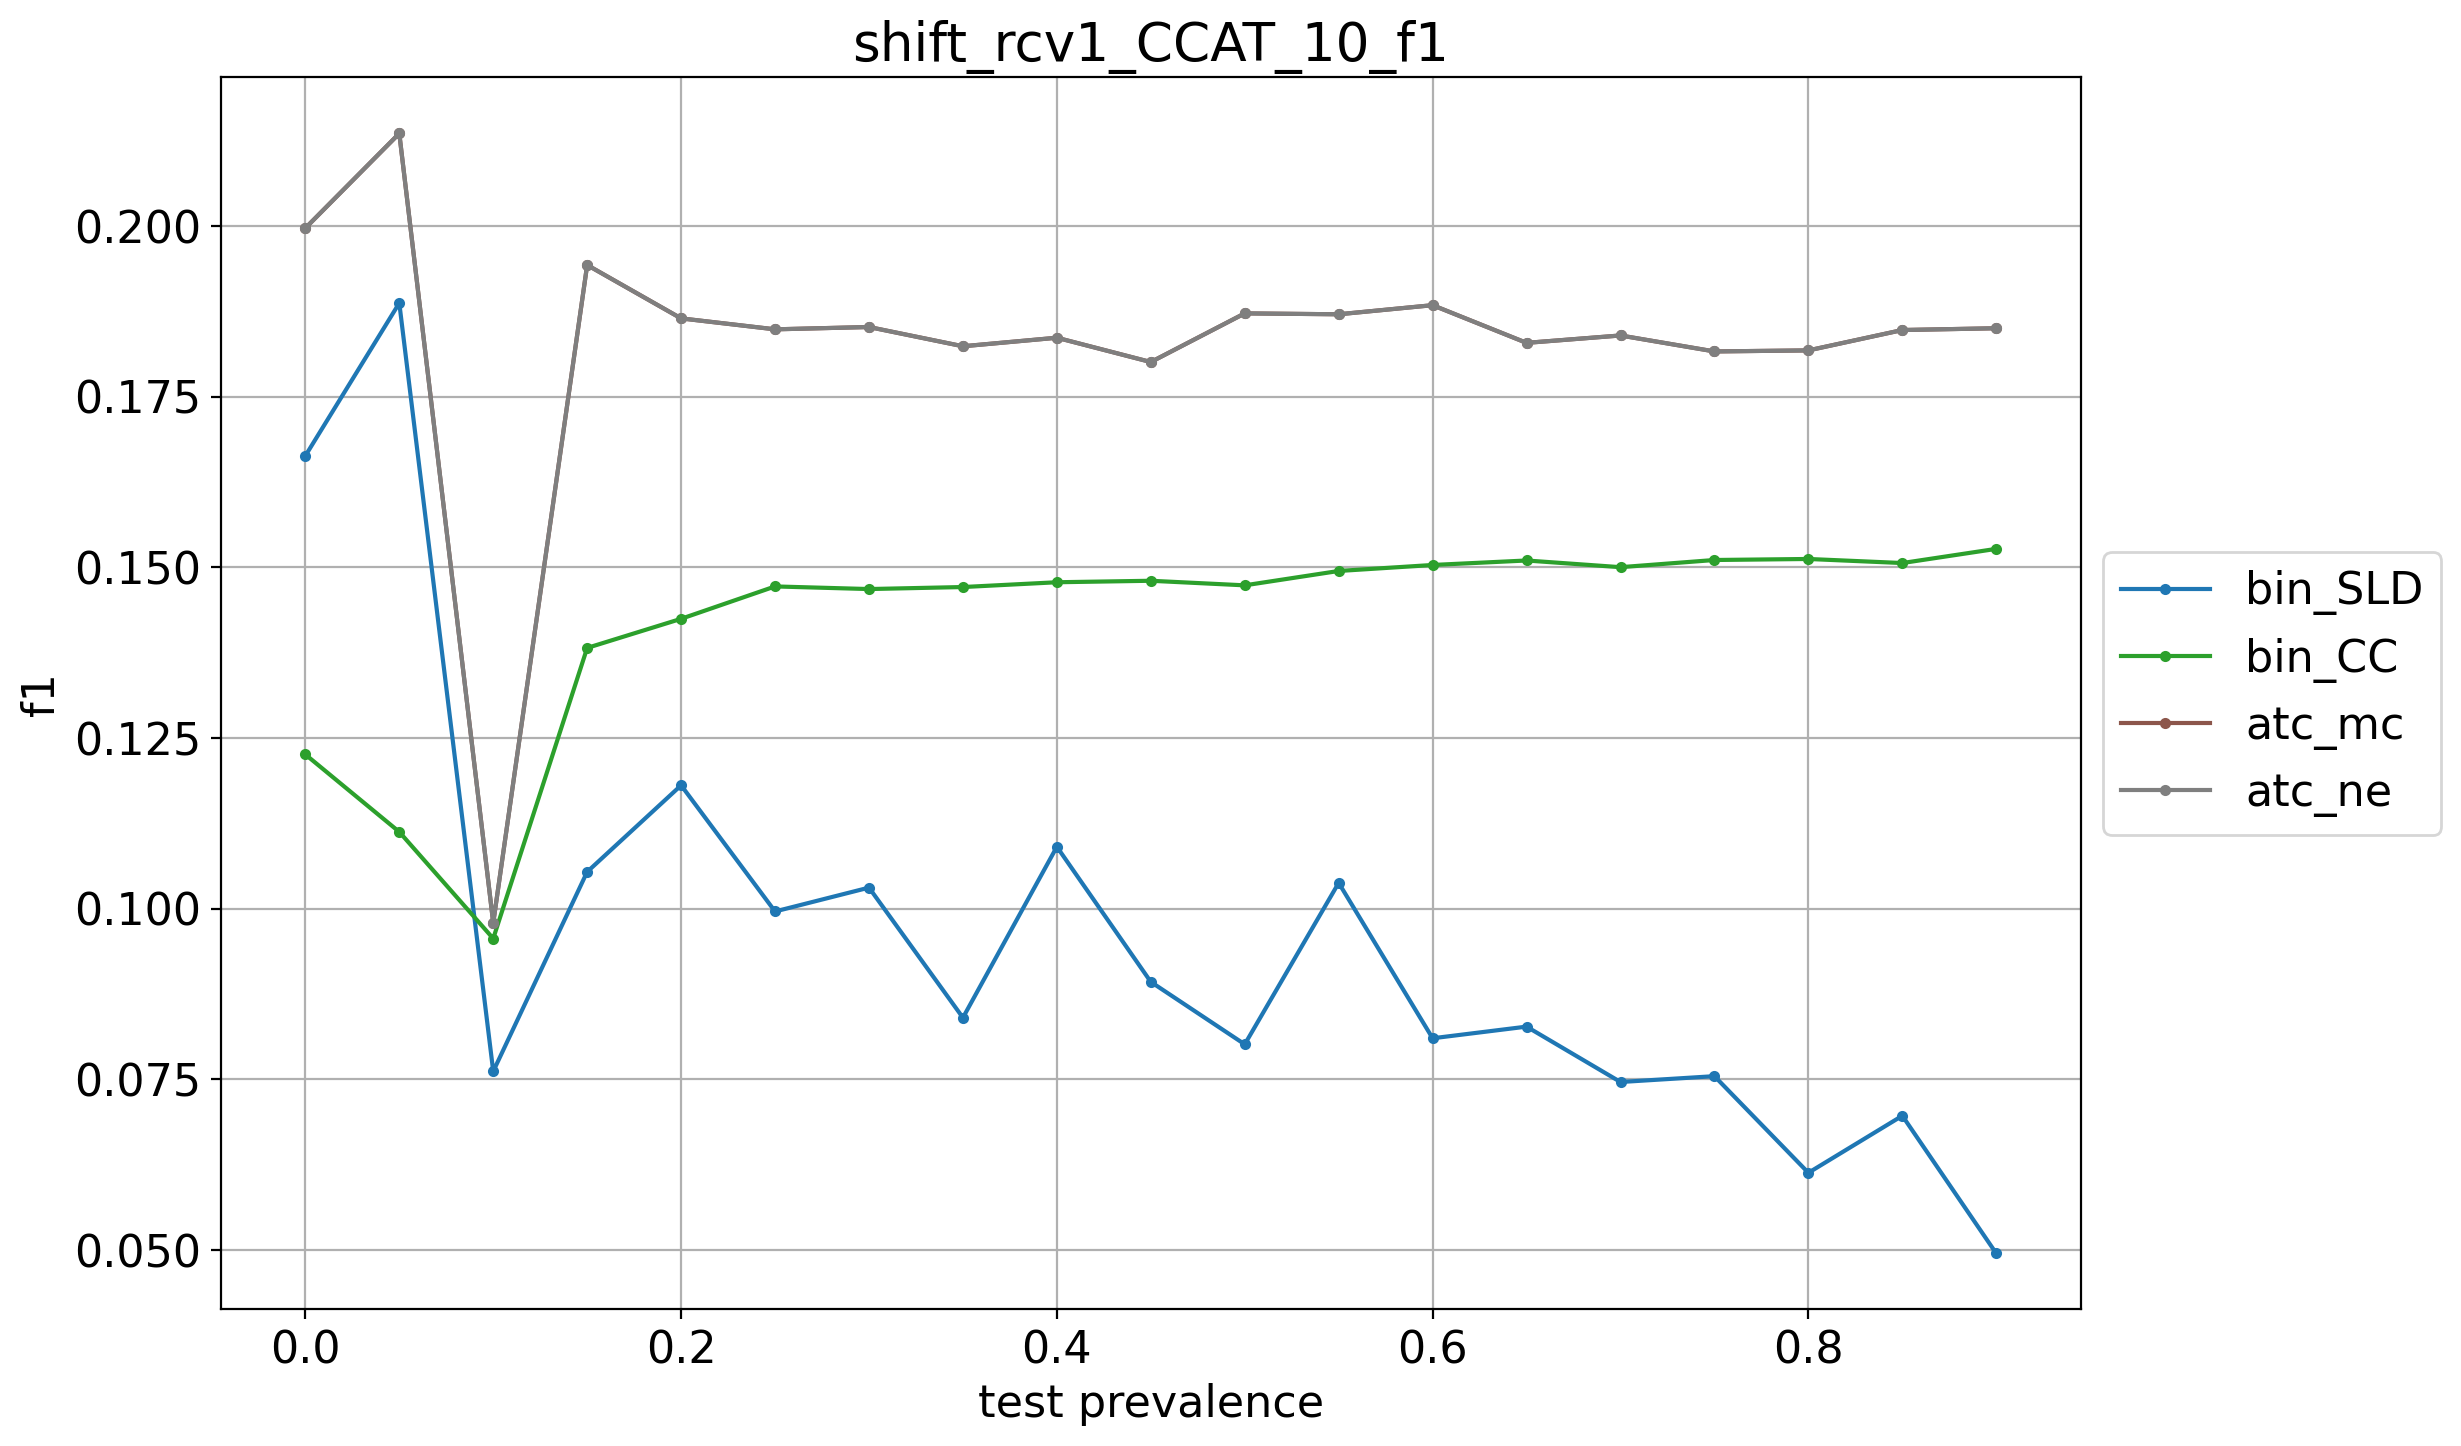 shift_rcv1_CCAT_10_f1
f1
0.200
0.175
0.150
0.125
0.100
0.075
0.050
0.0 0.2 0.4 0.6 0.8
test prevalence
bin_SLD
bin_CC
atc_mc
atc_ne